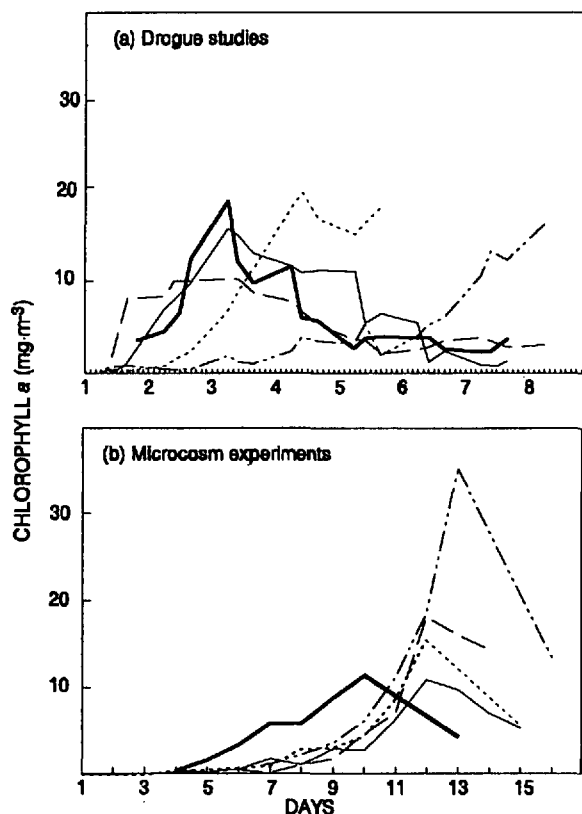 (a) Drogue studies
30
20
10
1 2 3 4 5 6 7 8
CHLOROPHYLL a (mg·m⁻³)
(b) Microcosm experiments
30
20
10
1 3 5 7 9 11 13 15
DAYS